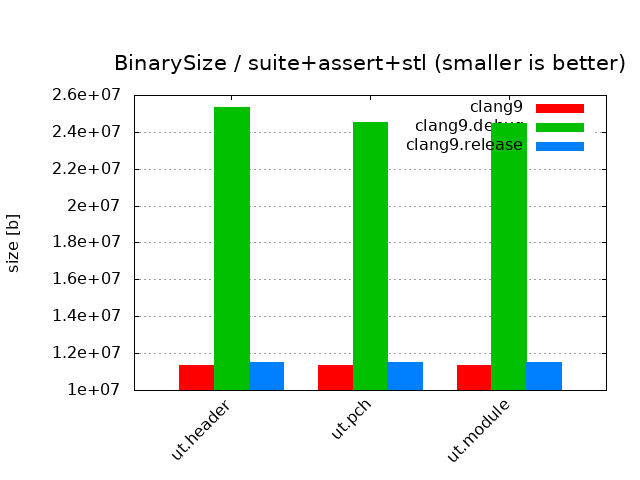 BinarySize / suite+assert+stl (smaller is better)
2.6e+07
2.4e+07
2.2e+07
2e+07
1.8e+07
1.6e+07
1.4e+07
1.2e+07
1e+07
size [b]
clang9
clang9.debug
clang9.release
ut.header
ut.pch
ut.module